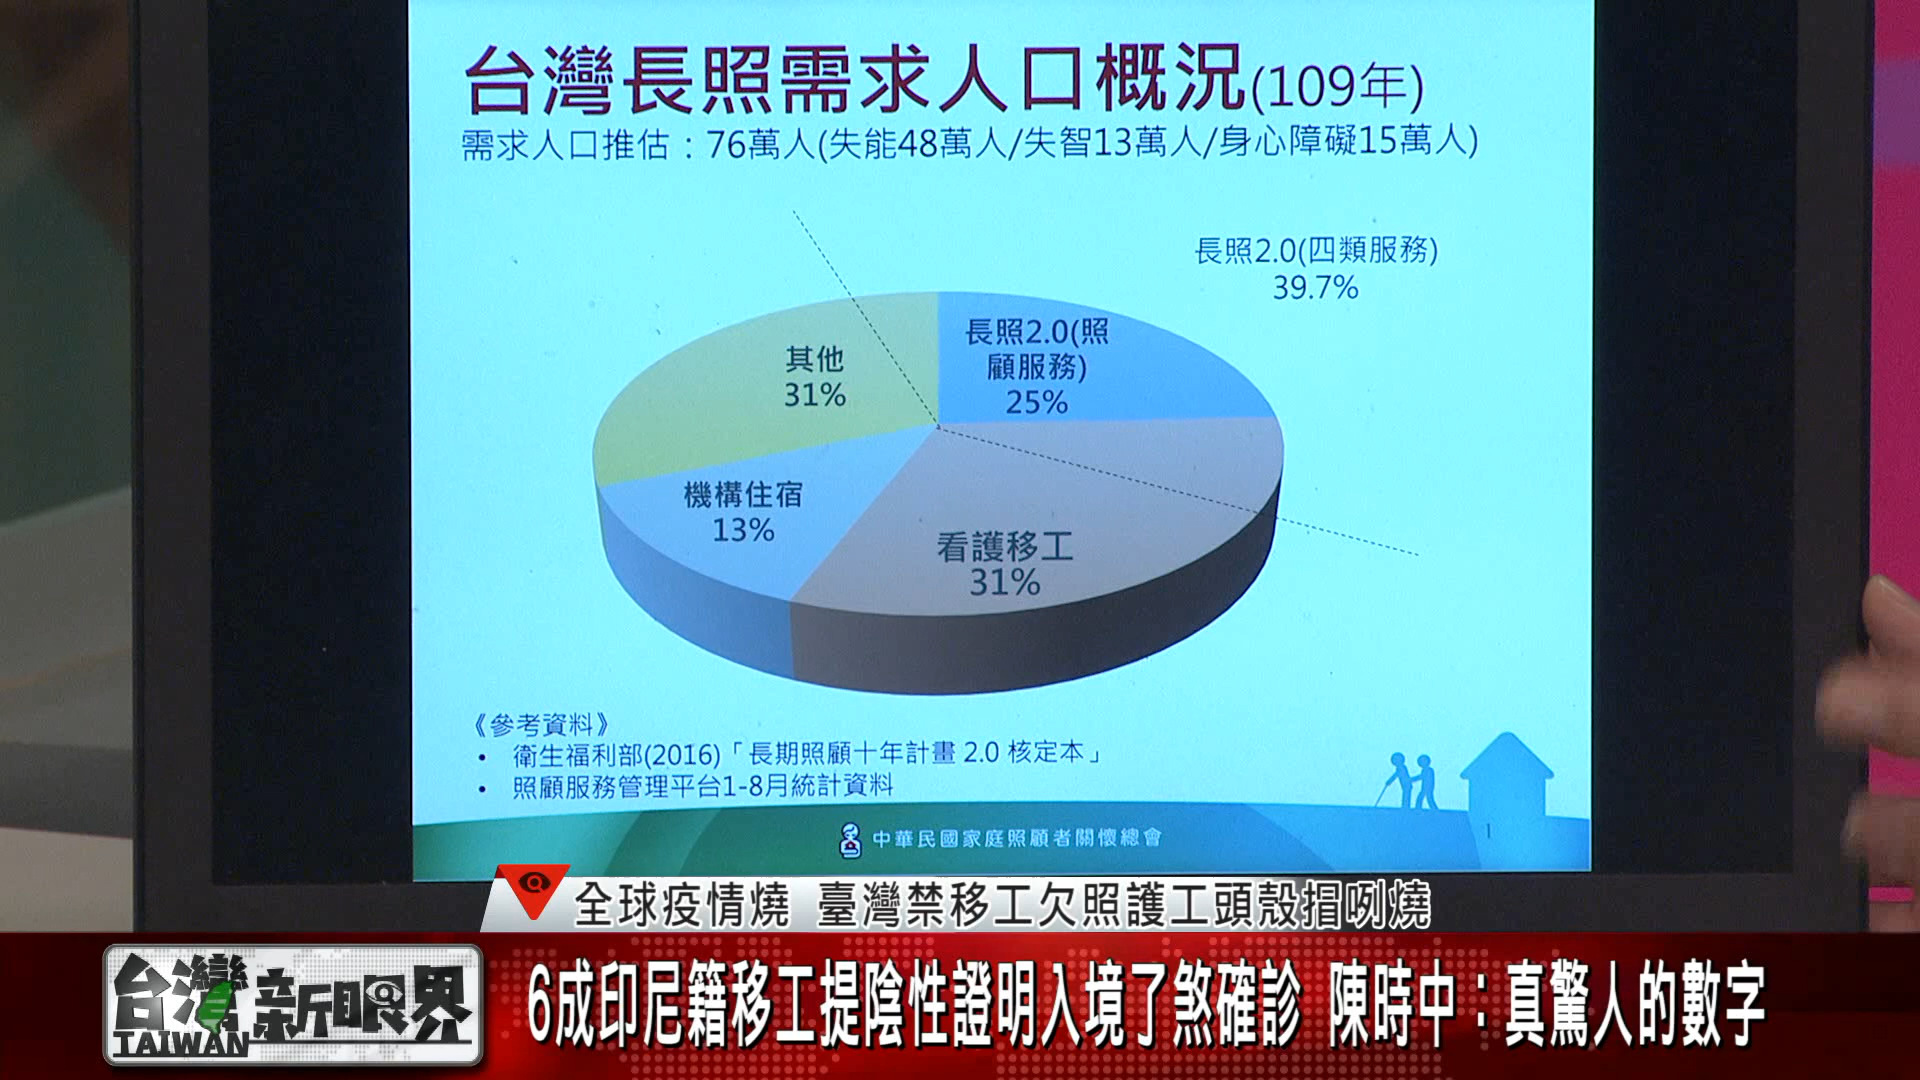 台灣長照需求人口概況(109年)
需求人口推估：76萬人(失能48萬人/失智13萬人/身心障礙15萬人)
長照2.0(四類服務)
39.7%
長照2.0(照
顧服務)
25%
其他
31%
機構住宿
13%
看護移工
31%
《參考資料》
• 衛生福利部(2016)「長期照顧十年計畫 2.0 核定本」
• 照顧服務管理平台1-8月統計資料
中華民國家庭照顧者關懷總會
1
全球疫情燒 臺灣禁移工欠照護工頭殼揾咧燒
台灣新眼界
TAIWAN
6成印尼籍移工提陰性證明入境了煞確診 陳時中：真驚人的數字